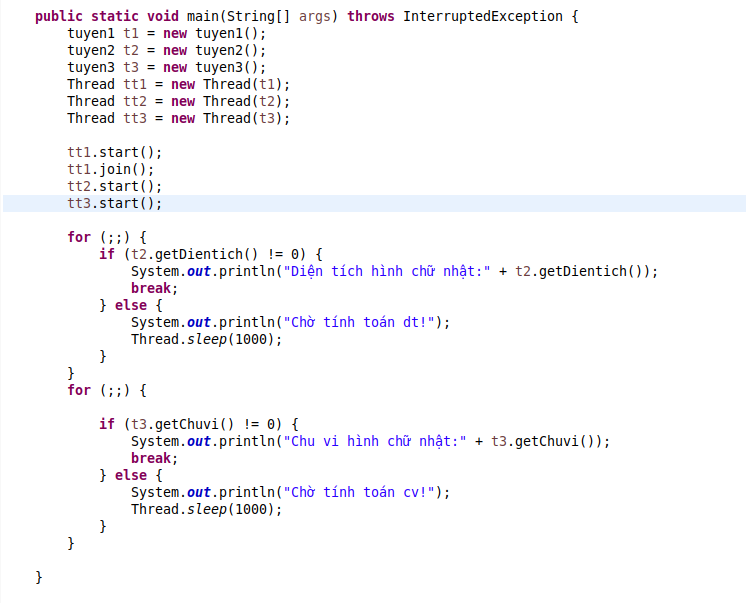 public static void main(String[] args) throws InterruptedException {
    tuyen1 t1 = new tuyen1();
    tuyen2 t2 = new tuyen2();
    tuyen3 t3 = new tuyen3();
    Thread tt1 = new Thread(t1);
    Thread tt2 = new Thread(t2);
    Thread tt3 = new Thread(t3);

    tt1.start();
    tt1.join();
    tt2.start();
    tt3.start();

    for (;;) {
        if (t2.getDientich() != 0) {
            System.out.println("Diện tích hình chữ nhật:" + t2.getDientich());
            break;
        } else {
            System.out.println("Chờ tính toán dt!");
            Thread.sleep(1000);
        }
    }
    for (;;) {

        if (t3.getChuvi() != 0) {
            System.out.println("Chu vi hình chữ nhật:" + t3.getChuvi());
            break;
        } else {
            System.out.println("Chờ tính toán cv!");
            Thread.sleep(1000);
        }
    }

}